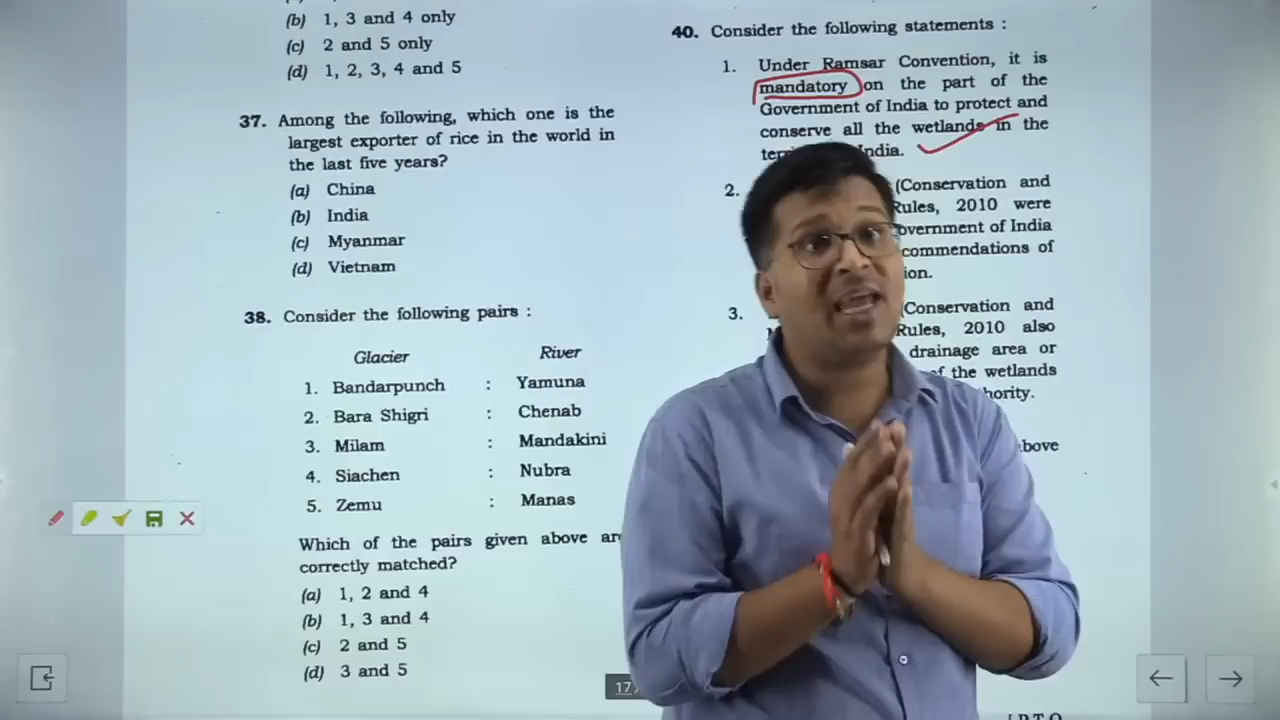 (b) 1, 3 and 4 only
(c) 2 and 5 only
(d) 1, 2, 3, 4 and 5
37. Among the following, which one is the
largest exporter of rice in the world in
the last five years?
(a) China
(b) India
(c) Myanmar
(d) Vietnam
38. Consider the following pairs :
Glacier River
1. Bandarpunch : Yamuna
2. Bara Shigri : Chenab
3. Milam : Mandakini
4. Siachen : Nubra
5. Zemu : Manas
Which of the pairs given above are
correctly matched?
(a) 1, 2 and 4
(b) 1, 3 and 4
(c) 2 and 5
(d) 3 and 5
40. Consider the following statements :
1. Under Ramsar Convention, it is
mandatory on the part of the
Government of India to protect and
conserve all the wetlands in the
India.
2. (Conservation and
Rules, 2010 were
Government of India
of
3. (Conservation and
Rules, 2010 also
drainage area or
of the wetlands
above
17